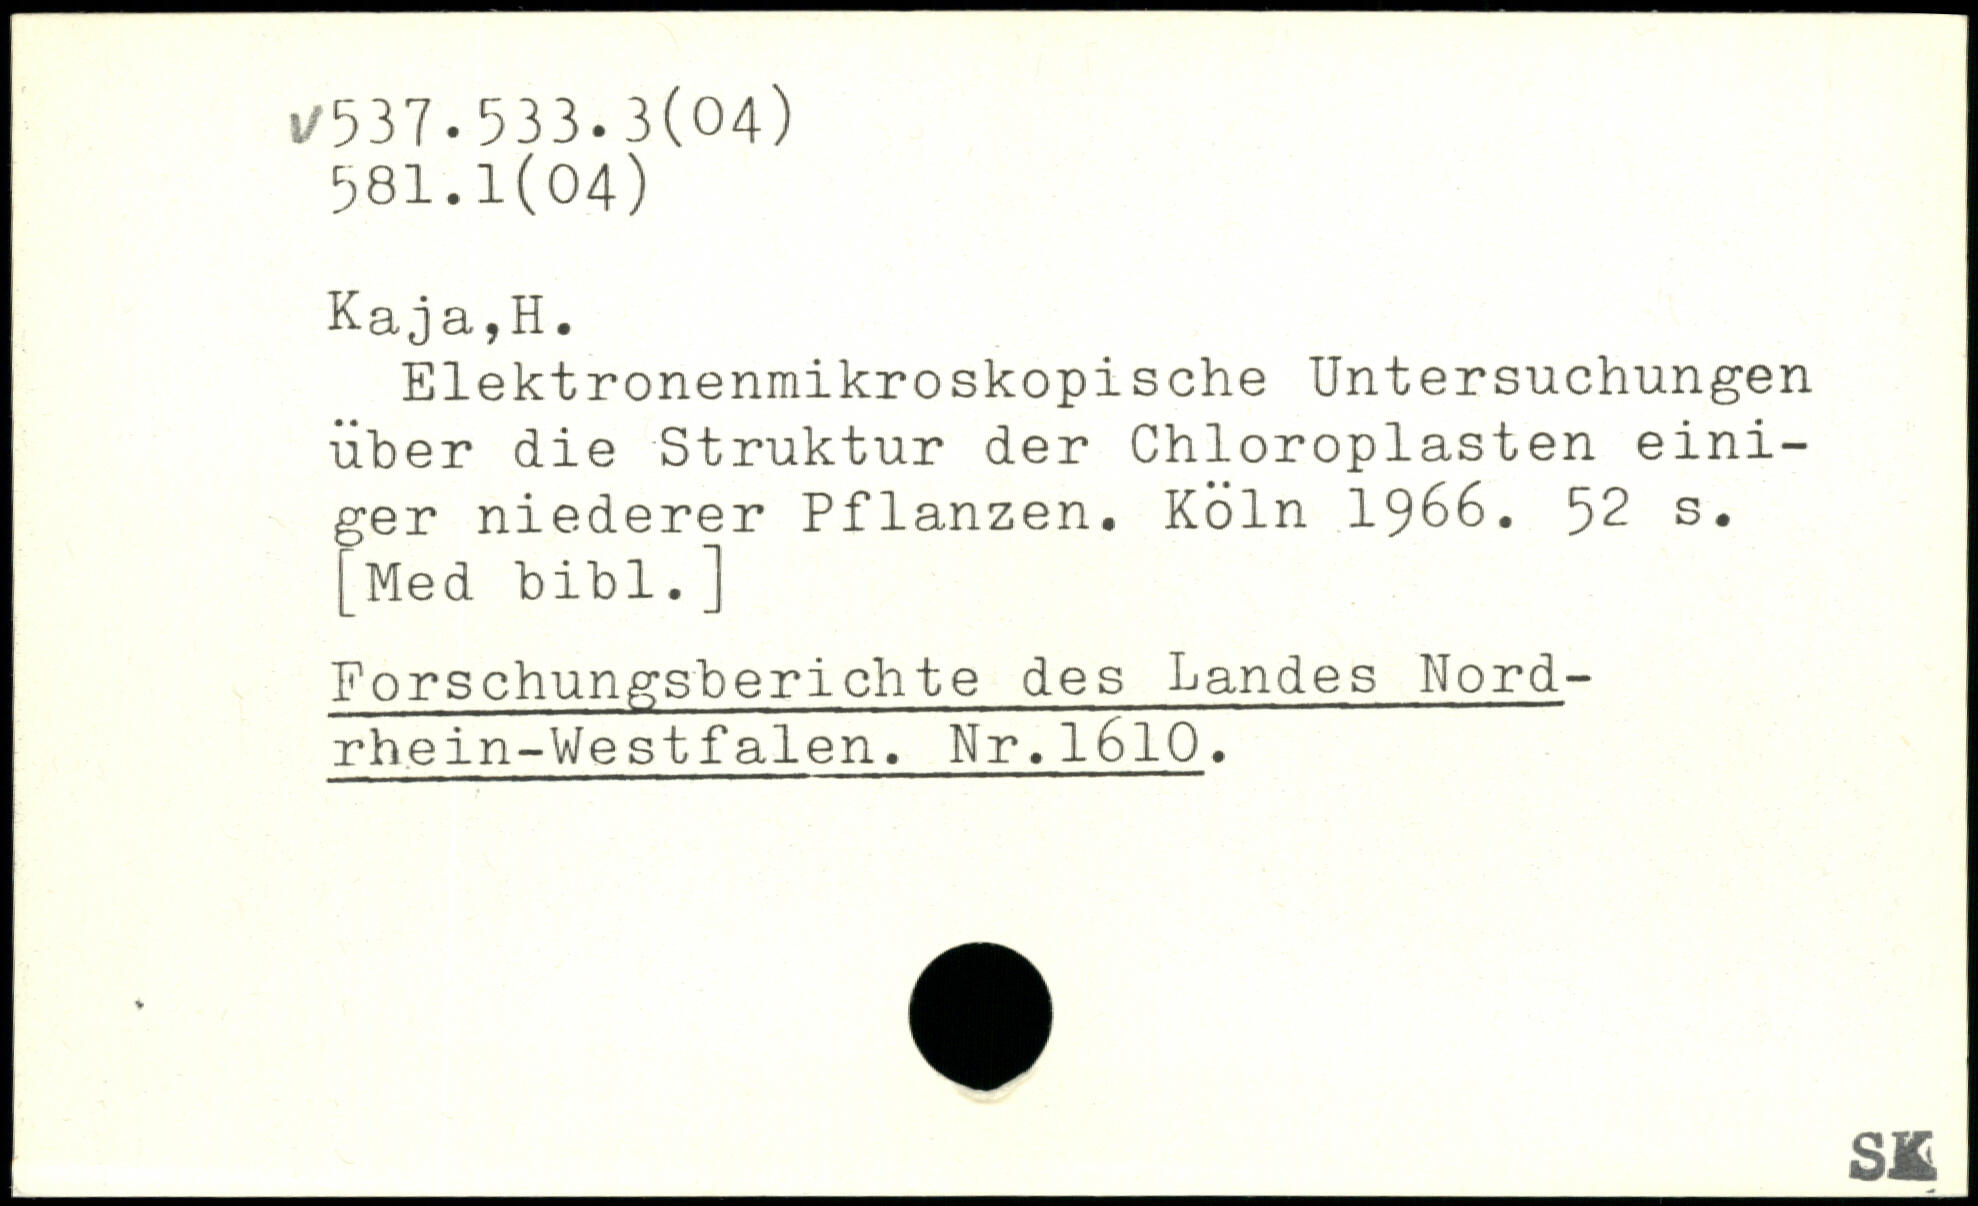 v537.533.3(04)
581.1(04)
Kaja,H.
Elektronenmikroskopische Untersuchungen
über die Struktur der Chloroplasten eini-
ger niederer Pflanzen. Köln 1966. 52 s.
[Med bibl.]
Forschungsberichte des Landes Nord-
rhein-Westfalen. Nr.1610.
SK